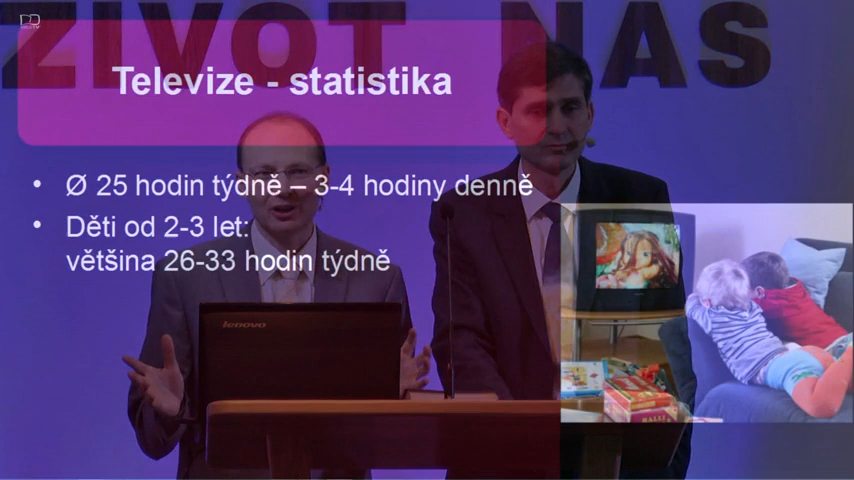 ŽIVOT NÁS
Televize - statistika
• Ø 25 hodin týdně – 3-4 hodiny denně
• Děti od 2-3 let:
většina 26-33 hodin týdně
lenovo
RALLY